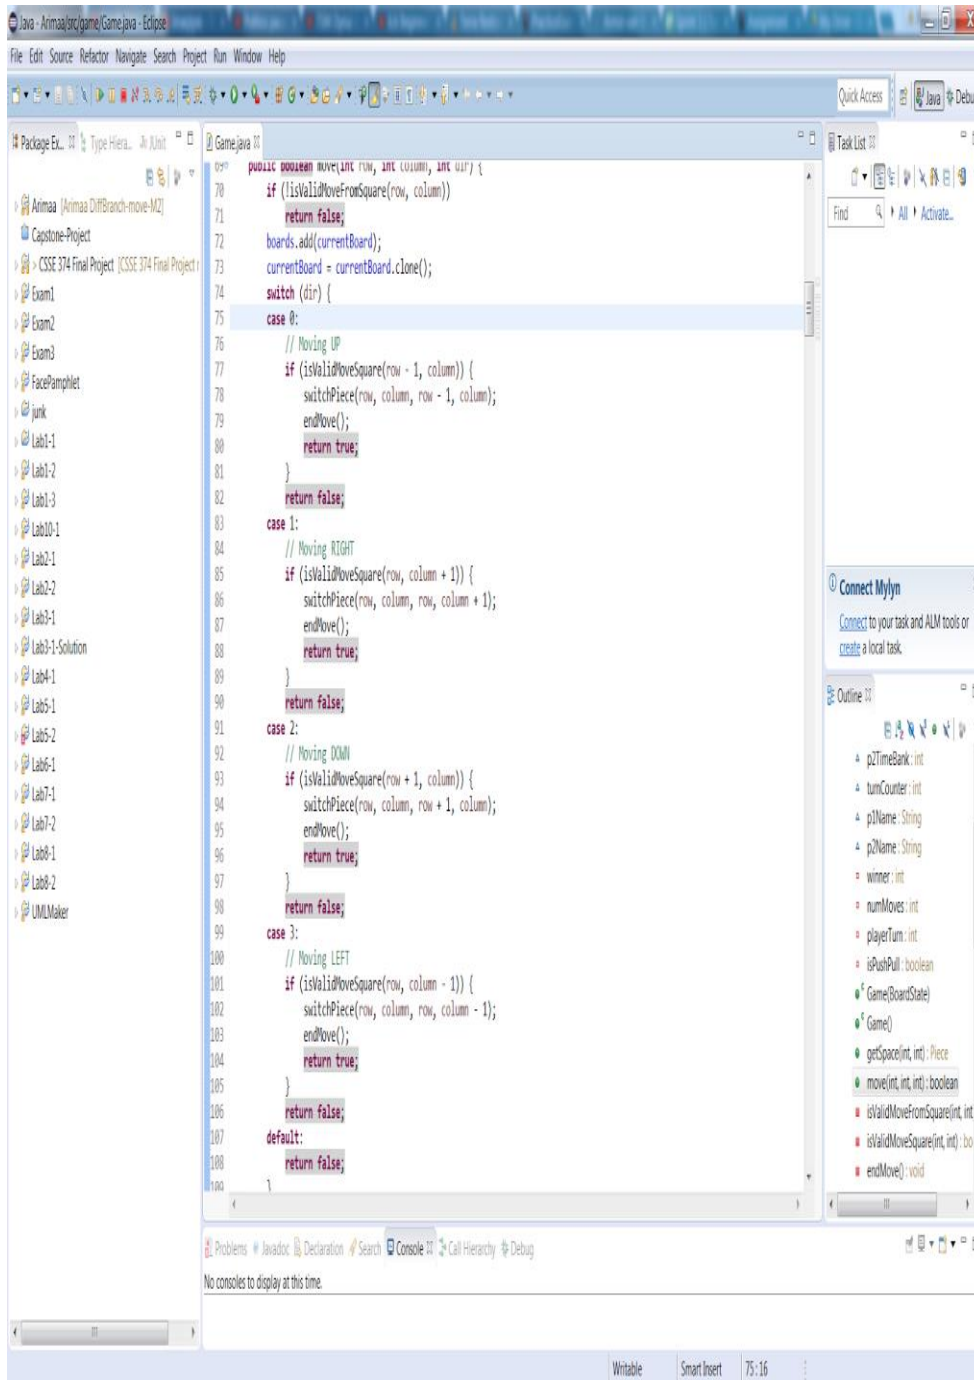 Java - Arimaa/src/game/Game.java - Eclipse
File Edit Source Refactor Navigate Search Project Run Window Help
Quick Access
Java
Debu
Package Ex...
Type Hiera...
JUnit
Arimaa [Arimaa DiffBranch-move-M2]
Capstone-Project
> CSSE 374 Final Project [CSSE 374 Final Project r
Exam1
Exam2
Exam3
FacePamphlet
junk
Lab1-1
Lab1-2
Lab1-3
Lab10-1
Lab2-1
Lab2-2
Lab3-1
Lab3-1-Solution
Lab4-1
Lab5-1
Lab5-2
Lab6-1
Lab7-1
Lab7-2
Lab8-1
Lab8-2
UMLMaker
Game.java
69 public boolean move(int row, int column, int dir) {
70 if (!isValidMoveFromSquare(row, column))
71 return false;
72 boards.add(currentBoard);
73 currentBoard = currentBoard.clone();
74 switch (dir) {
75 case 0:
76 // Moving UP
77 if (isValidMoveSquare(row - 1, column)) {
78 switchPiece(row, column, row - 1, column);
79 endMove();
80 return true;
81 }
82 return false;
83 case 1:
84 // Moving RIGHT
85 if (isValidMoveSquare(row, column + 1)) {
86 switchPiece(row, column, row, column + 1);
87 endMove();
88 return true;
89 }
90 return false;
91 case 2:
92 // Moving DOWN
93 if (isValidMoveSquare(row + 1, column)) {
94 switchPiece(row, column, row + 1, column);
95 endMove();
96 return true;
97 }
98 return false;
99 case 3:
100 // Moving LEFT
101 if (isValidMoveSquare(row, column - 1)) {
102 switchPiece(row, column, row, column - 1);
103 endMove();
104 return true;
105 }
106 return false;
107 default:
108 return false;
109 }
Task List
Find
All
Activate...
Connect Mylyn
Connect to your task and ALM tools or
create a local task.
Outline
p2TimeBank : int
turnCounter : int
p1Name : String
p2Name : String
winner : int
numMoves : int
playerTurn : int
isPushPull : boolean
Game(BoardState)
Game()
getSpace(int, int) : Piece
move(int, int, int) : boolean
isValidMoveFromSquare(int, int
isValidMoveSquare(int, int) : bo
endMove() : void
Problems
Javadoc
Declaration
Search
Console
Call Hierarchy
Debug
No consoles to display at this time.
Writable
Smart Insert
75 : 16